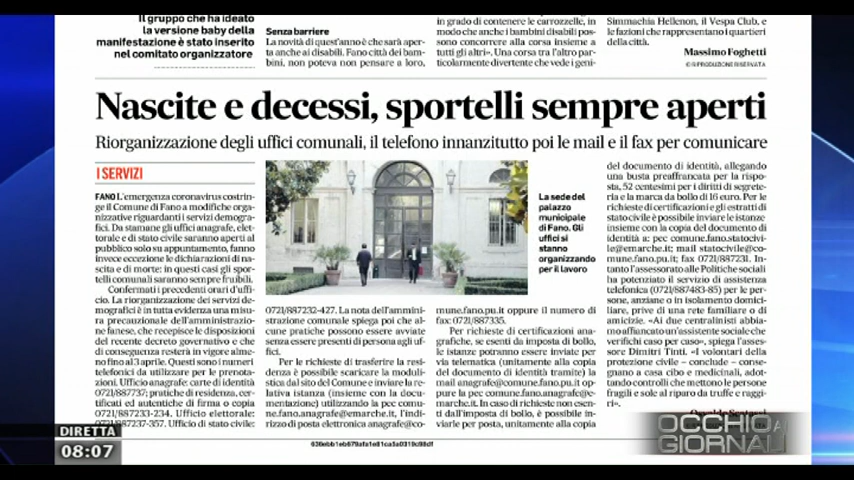 Il gruppo che ha ideato
la versione baby della
manifestazione è stato inserito
nel comitato organizzatore
Senza barriere
La novità di quest'anno è che sarà aper-
ta anche ai disabili. Fano città dei bam-
bini, non poteva non pensare a loro,
in grado di contenere le carrozzelle, in mo-
do che anche i bambini disabili pos-
sono concorrere alla corsa insieme a
tutti gli altri». Una corsa tra l'altro par-
ticolarmente divertente che vede i geni-
Simmachia Hellenon, il Vespa Club, e
le fazioni che rappresentano i quartieri
della città.
Massimo Foghetti
© RIPRODUZIONE RISERVATA
Nascite e decessi, sportelli sempre aperti
Riorganizzazione degli uffici comunali, il telefono innanzitutto poi le mail e il fax per comunicare
I SERVIZI
FANO L'emergenza coronavirus costrin-
ge il Comune di Fano a modifiche orga-
nizzative riguardanti i servizi demogra-
fici. Da stamane gli uffici anagrafe, elet-
torale e di stato civile saranno aperti al
pubblico solo su appuntamento, fanno
invece eccezione le dichiarazioni di na-
scita e di morte: in questi casi gli spor-
telli comunali saranno sempre fruibili.
Confermati i precedenti orari d'uffi-
cio. La riorganizzazione dei servizi de-
mografici è in tutta evidenza una misu-
ra precauzionale dell'amministrazio-
ne fanese, che recepisce le disposizioni
del recente decreto governativo e che
di conseguenza resterà in vigore alme-
no fino al 3 aprile. Questi sono i numeri
telefonici da utilizzare per le prenota-
zioni. Ufficio anagrafe: carte di identità
0721/887737; pratiche di residenza, cer-
tificati ed autentiche di firma o copia
0721/887233-234. Ufficio elettorale:
0721/887237-357. Ufficio di stato civile:
0721/887232-427. La nota dell'ammini-
strazione comunale spiega poi che al-
cune pratiche possono essere avviate
senza essere presenti di persona agli uf-
fici.
Per le richieste di trasferire la resi-
denza è possibile scaricare la moduli-
stica dal sito del Comune e inviare la re-
lativa istanza (insieme con la docu-
mentazione) utilizzando la pec comu-
ne.fano.anagrafe@emarche.it, l'indi-
rizzo di posta elettronica anagrafe@co-
La sede del
palazzo
municipale
di Fano. Gli
uffici si
stanno
organizzando
per il lavoro
mune.fano.pu.it oppure il numero di
fax: 0721/887335.
Per richieste di certificazioni ana-
grafiche, se esenti da imposta di bollo,
le istanze potranno essere inviate per
via telematica (unitamente alla copia
del documento di identità tramite) la
mail anagrafe@comune.fano.pu.it op-
pure la pec comune.fano.anagrafe@e-
marche.it. In caso di richieste non esen-
ti dall'imposta di bollo, è possibile in-
viarle per posta, unitamente alla copia
del documento di identità, allegando
una busta preaffrancata per la rispo-
sta, 52 centesimi per i diritti di segrete-
ria e la marca da bollo di 16 euro. Per le
richieste di certificazioni e gli estratti di
stato civile è possibile inviare le istanze
insieme con la copia del documento di
identità a: pec comune.fano.statocivi-
le@emarche.it; mail statocivile@co-
mune.fano.pu.it; fax 0721/887231. In-
tanto l'assessorato alle Politiche sociali
ha potenziato il servizio di assistenza
telefonica (0721/887483-85) per le per-
sone, anziane o in isolamento domici-
liare, prive di una rete familiare o di
amicizie. «Ai due centralinisti abbia-
mo affiancato un'assistente sociale che
verifichi caso per caso», spiega l'asses-
sore Dimitri Tinti. «I volontari della
protezione civile – conclude – conse-
gnano a casa cibo e medicinali, adot-
tando controlli che mettono le persone
fragili e sole al riparo da truffe e raggi-
ri».
DIRETTA
08:07
OCCHIO AI
GIORNALI